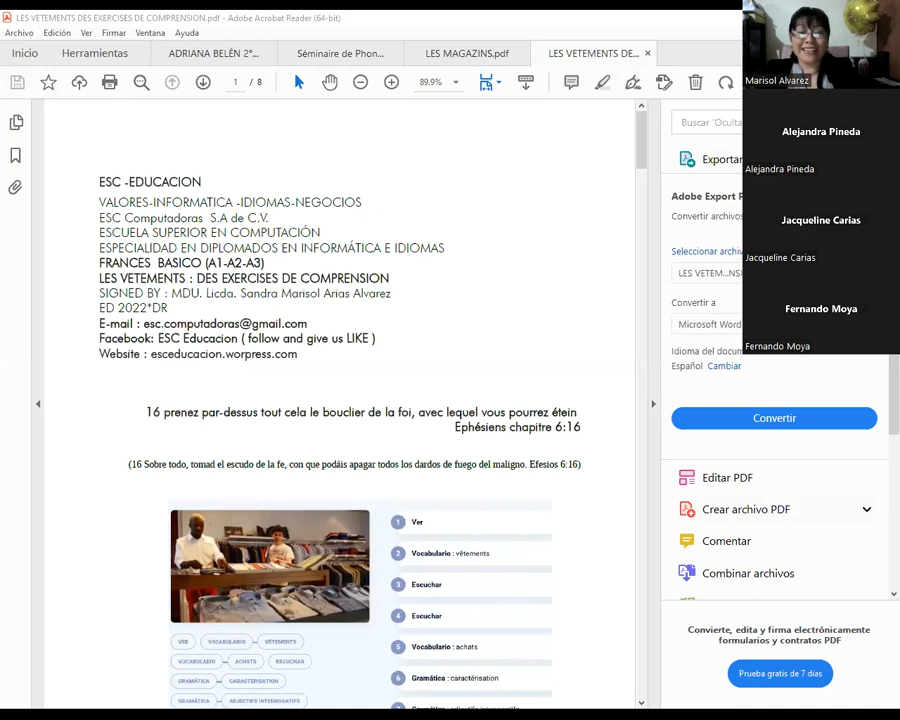 LES VETEMENTS DES EXERCISES DE COMPRENSION.pdf - Adobe Acrobat Reader (64-bit)
Archivo Edición Ver Firmar Ventana Ayuda
Inicio Herramientas ADRIANA BELÉN 2°... Séminaire de Phon... LES MAGAZINS.pdf LES VETEMENTS DE... ×
1 / 8 89.9%
Marisol Alvarez
Buscar 'Oculta
Alejandra Pineda
Alejandra Pineda
Exportar
Adobe Export P
Convertir archivos
Jacqueline Carias
Jacqueline Carias
Seleccionar archiv
LES VETEM...NSI
Convertir a
Fernando Moya
Microsoft Word
Fernando Moya
Idioma del docum
Español Cambiar
Convertir
Editar PDF
Crear archivo PDF
Comentar
Combinar archivos
Convierte, edita y firma electrónicamente
formularios y contratos PDF
Prueba gratis de 7 días
ESC -EDUCACION
VALORES-INFORMATICA -IDIOMAS-NEGOCIOS
ESC Computadoras S.A de C.V.
ESCUELA SUPERIOR EN COMPUTACIÓN
ESPECIALIDAD EN DIPLOMADOS EN INFORMÁTICA E IDIOMAS
FRANCES BASICO (A1-A2-A3)
LES VETEMENTS : DES EXERCISES DE COMPRENSION
SIGNED BY : MDU. Licda. Sandra Marisol Arias Alvarez
ED 2022*DR
E-mail : esc.computadoras@gmail.com
Facebook: ESC Educacion ( follow and give us LIKE )
Website : esceducacion.worpress.com
16 prenez par-dessus tout cela le bouclier de la foi, avec lequel vous pourrez étein
Ephésiens chapitre 6:16
(16 Sobre todo, tomad el escudo de la fe, con que podáis apagar todos los dardos de fuego del maligno. Efesios 6:16)
1 Ver
2 Vocabulario : vêtements
3 Escuchar
4 Escuchar
5 Vocabulario : achats
6 Gramática : caractérisation
VER VOCABULARIO VÊTEMENTS
VOCABULARIO ACHATS ESCUCHAR
GRAMÁTICA CARACTÉRISATION
GRAMÁTICA ADJECTIFS INTERROGATIFS